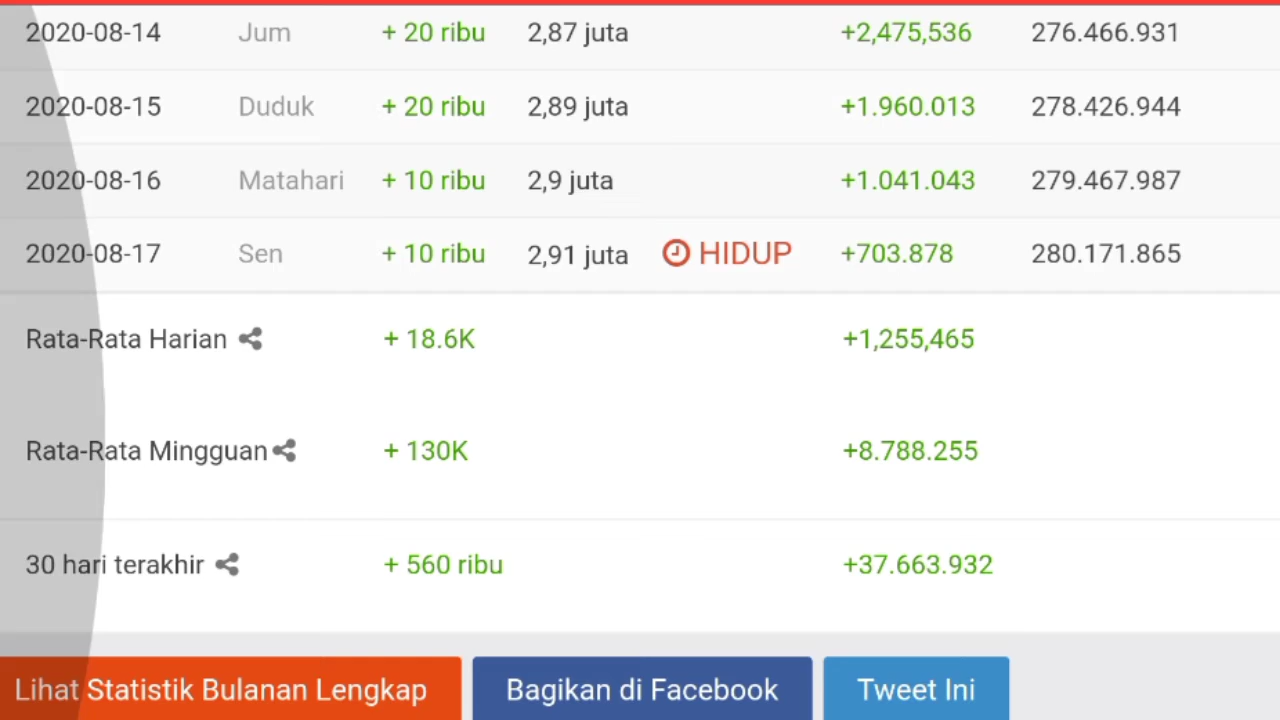 2020-08-14 Jum + 20 ribu 2,87 juta +2,475,536 276.466.931
2020-08-15 Duduk + 20 ribu 2,89 juta +1.960.013 278.426.944
2020-08-16 Matahari + 10 ribu 2,9 juta +1.041.043 279.467.987
2020-08-17 Sen + 10 ribu 2,91 juta HIDUP +703.878 280.171.865
Rata-Rata Harian + 18.6K +1,255,465
Rata-Rata Mingguan + 130K +8.788.255
30 hari terakhir + 560 ribu +37.663.932
Lihat Statistik Bulanan Lengkap Bagikan di Facebook Tweet Ini